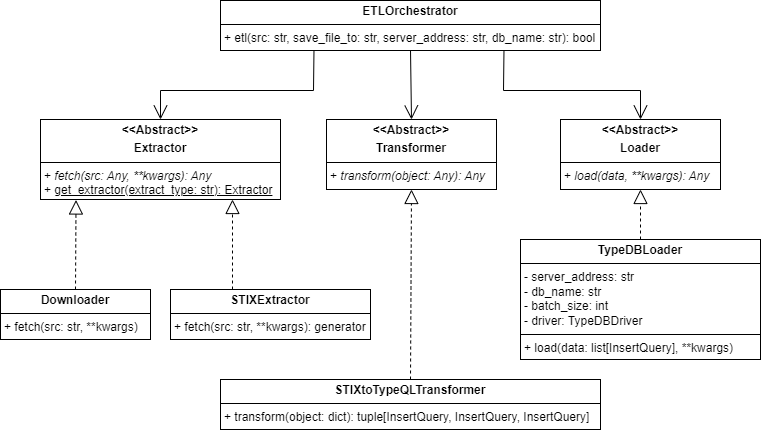 ETLOrchestrator
+ etl(src: str, save_file_to: str, server_address: str, db_name: str): bool
<<Abstract>>
Extractor
+ fetch(src: Any, **kwargs): Any
+ get_extractor(extract_type: str): Extractor
<<Abstract>>
Transformer
+ transform(object: Any): Any
<<Abstract>>
Loader
+ load(data, **kwargs): Any
Downloader
+ fetch(src: str, **kwargs)
STIXExtractor
+ fetch(src: str, **kwargs): generator
TypeDBLoader
- server_address: str
- db_name: str
- batch_size: int
- driver: TypeDBDriver
+ load(data: list[InsertQuery], **kwargs)
STIXtoTypeQLTransformer
+ transform(object: dict): tuple[InsertQuery, InsertQuery, InsertQuery]